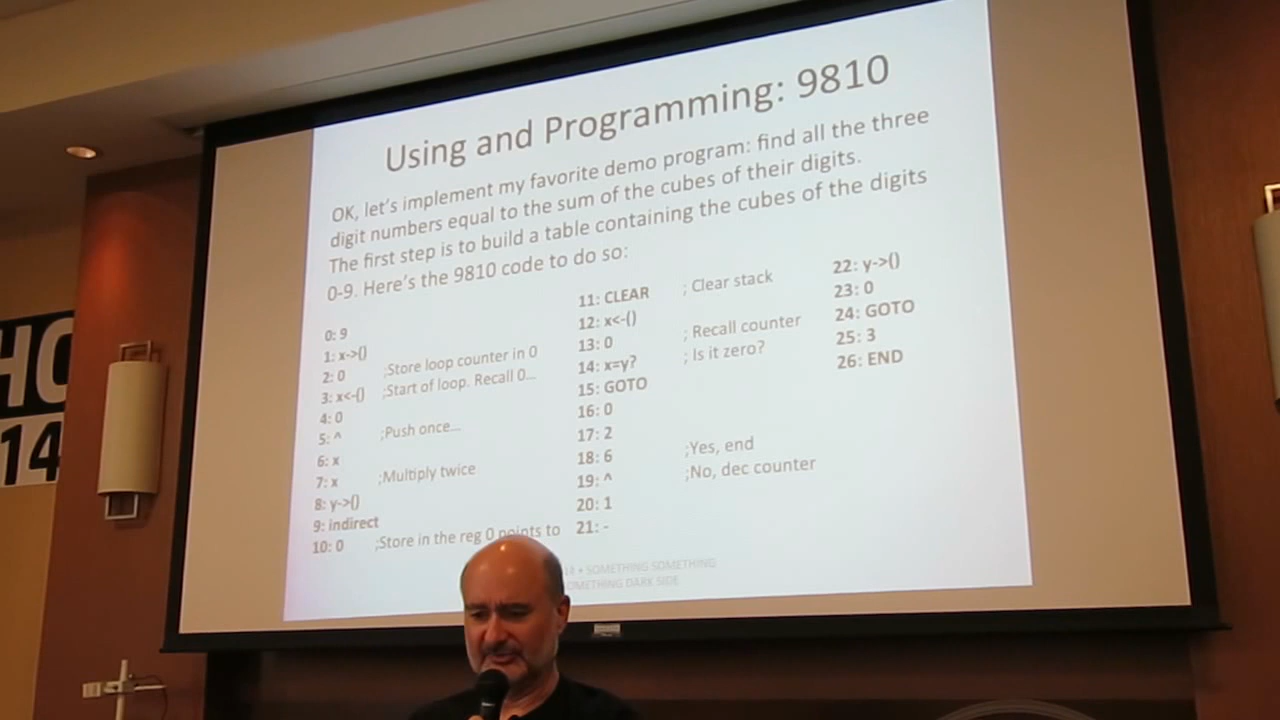 Using and Programming: 9810
OK, let's implement my favorite demo program: find all the three
digit numbers equal to the sum of the cubes of their digits.
The first step is to build a table containing the cubes of the digits
0-9. Here's the 9810 code to do so:
0: 9
1: x->()
2: 0 ;Store loop counter in 0
3: x<-() ;Start of loop. Recall 0...
4: 0
5: ^ ;Push once...
6: x
7: x ;Multiply twice
8: y->()
9: indirect
10: 0 ;Store in the reg 0 points to
11: CLEAR ; Clear stack
12: x<-()
13: 0 ; Recall counter
14: x=y? ; Is it zero?
15: GOTO
16: 0
17: 2
18: 6 ;Yes, end
19: ^ ;No, dec counter
20: 1
21: -
22: y->()
23: 0
24: GOTO
25: 3
26: END
+ SOMETHING SOMETHING
SOMETHING DARK SIDE
HO
14